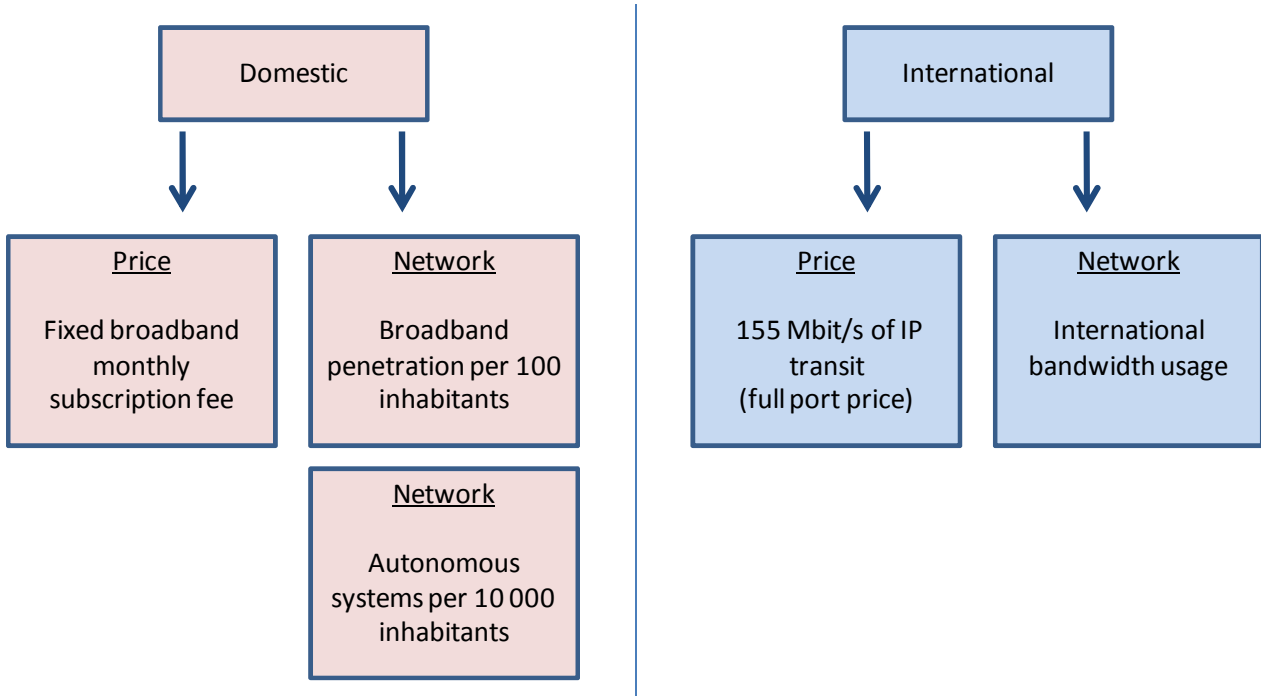 Domestic
International
Price
Fixed broadband
monthly
subscription fee
Network
Broadband
penetration per 100
inhabitants
Network
Autonomous
systems per 10 000
inhabitants
Price
155 Mbit/s of IP
transit
(full port price)
Network
International
bandwidth usage